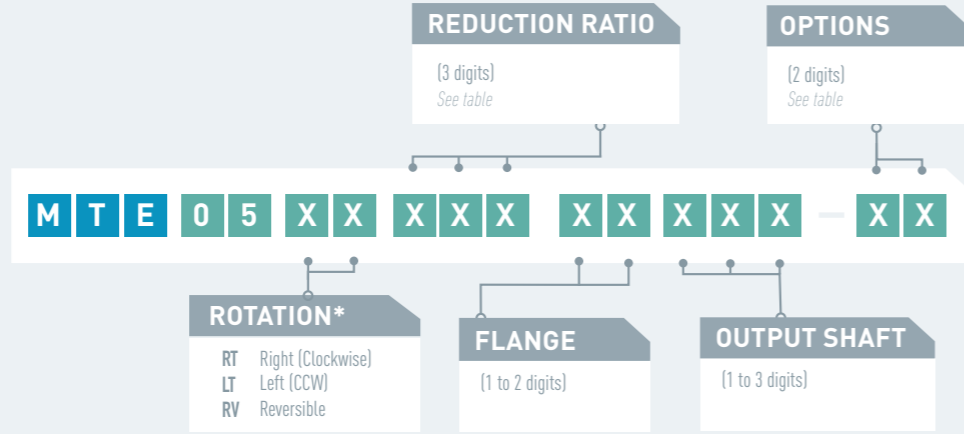 REDUCTION RATIO
(3 digits)
See table
OPTIONS
(2 digits)
See table
M T E 0 5 X X X X X X X X X X – X X
ROTATION*
RT Right (Clockwise)
LT Left (CCW)
RV Reversible
FLANGE
(1 to 2 digits)
OUTPUT SHAFT
(1 to 3 digits)